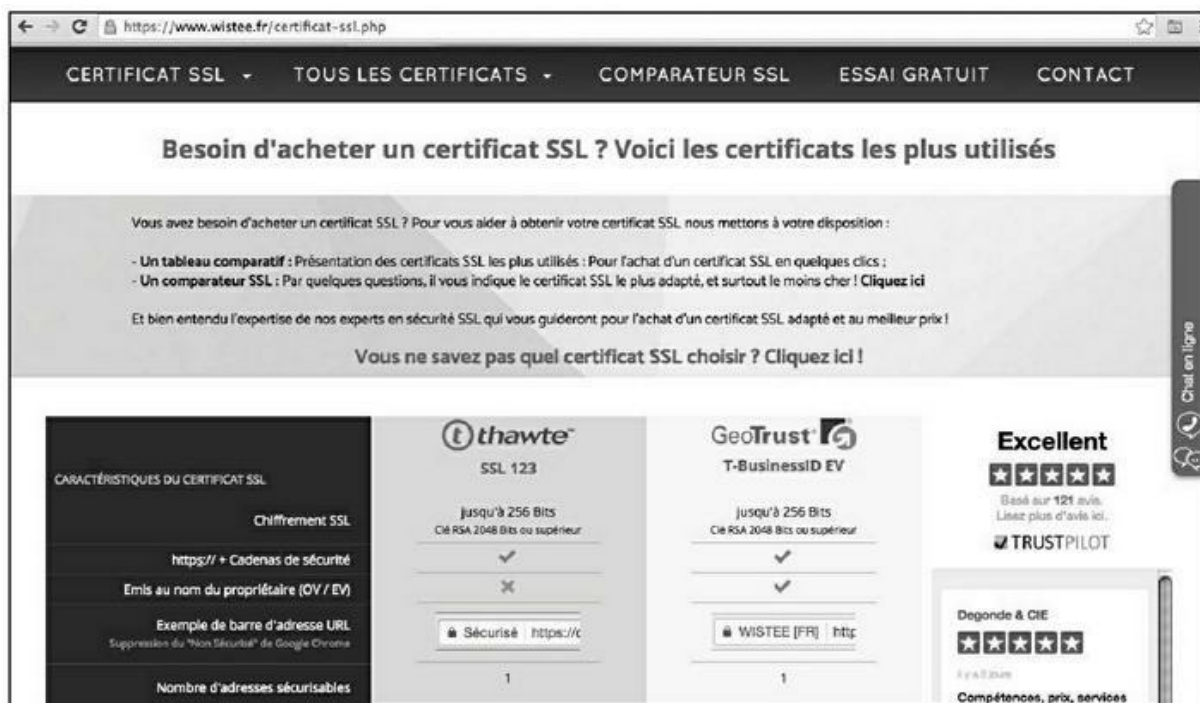 https://www.wistee.fr/certificat-ssl.php
CERTIFICAT SSL TOUS LES CERTIFICATS COMPARATEUR SSL ESSAI GRATUIT CONTACT
Besoin d'acheter un certificat SSL ? Voici les certificats les plus utilisés
Vous avez besoin d'acheter un certificat SSL ? Pour vous aider à obtenir votre certificat SSL nous mettons à votre disposition :
- Un tableau comparatif : Présentation des certificats SSL les plus utilisés : Pour l'achat d'un certificat SSL en quelques clics ;
- Un comparateur SSL : Par quelques questions, il vous indique le certificat SSL le plus adapté, et surtout le moins cher ! Cliquez ici
Et bien entendu l'expertise de nos experts en sécurité SSL qui vous guideront pour l'achat d'un certificat SSL adapté et au meilleur prix !
Vous ne savez pas quel certificat SSL choisir ? Cliquez ici !
Chat en ligne
thawte GeoTrust
SSL 123 T-BusinessID EV
CARACTÉRISTIQUES DU CERTIFICAT SSL
Chiffrement SSL jusqu'à 256 Bits jusqu'à 256 Bits
Clé RSA 2048 Bits ou supérieur Clé RSA 2048 Bits ou supérieur
https:// + Cadenas de sécurité
Emis au nom du propriétaire (OV / EV)
Exemple de barre d'adresse URL Sécurisé https:// WISTEE [FR] http
Suppression du "Non Sécurisé" de Google Chrome
Nombre d'adresses sécurisables 1 1
Excellent
Basé sur 121 avis.
Lisez plus d'avis ici.
TRUSTPILOT
Degonde & CIE
Compétences, prix, services